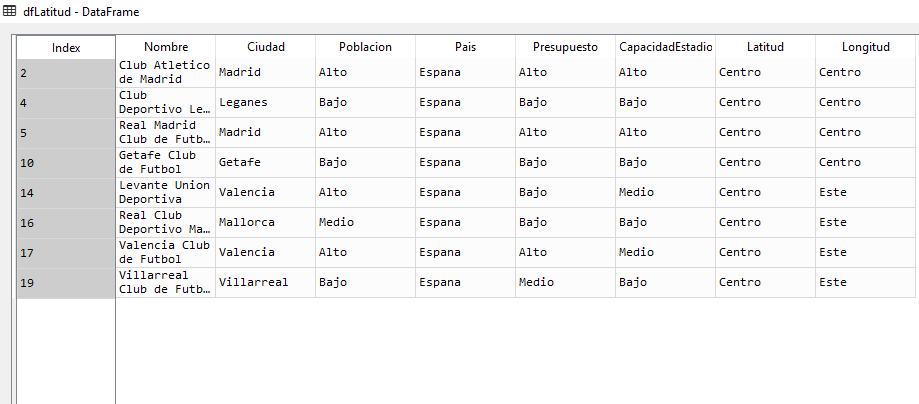 dfLatitud - DataFrame
Index Nombre Ciudad Poblacion Pais Presupuesto CapacidadEstadio Latitud Longitud
2 Club Atletico de Madrid Madrid Alto Espana Alto Alto Centro Centro
4 Club Deportivo Le… Leganes Bajo Espana Bajo Bajo Centro Centro
5 Real Madrid Club de Futb… Madrid Alto Espana Alto Alto Centro Centro
10 Getafe Club de Futbol Getafe Bajo Espana Bajo Bajo Centro Centro
14 Levante Union Deportiva Valencia Alto Espana Bajo Medio Centro Este
16 Real Club Deportivo Ma… Mallorca Medio Espana Bajo Bajo Centro Este
17 Valencia Club de Futbol Valencia Alto Espana Alto Medio Centro Este
19 Villarreal Club de Futb… Villarreal Bajo Espana Medio Bajo Centro Este